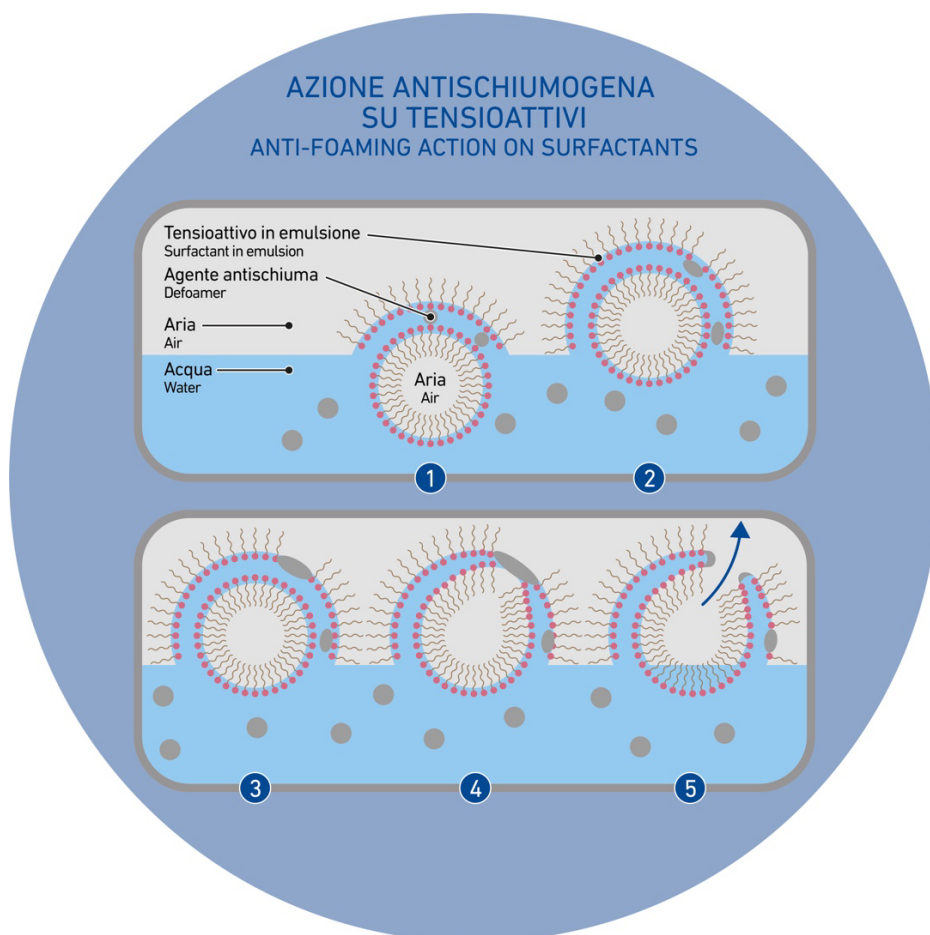 AZIONE ANTISCHIUMOGENA
SU TENSIOATTIVI
ANTI-FOAMING ACTION ON SURFACTANTS
Tensioattivo in emulsione
Surfactant in emulsion
Agente antischiuma
Defoamer
Aria
Air
Acqua
Water
Aria
Air
1
2
3
4
5